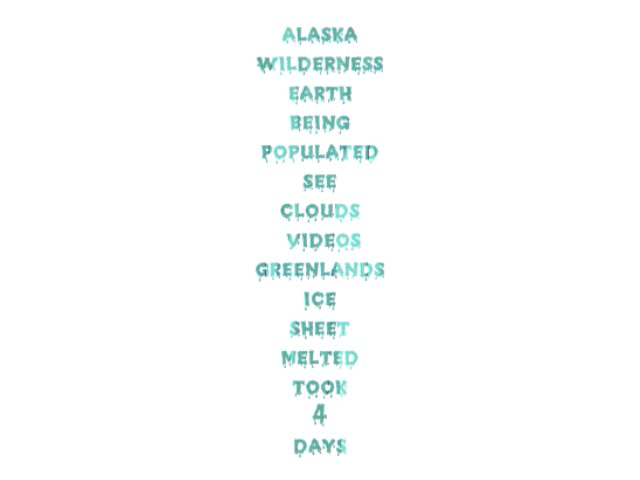 ALASKA
WILDERNESS
EARTH
BEING
POPULATED
SEE
CLOUDS
VIDEOS
GREENLANDS
ICE
SHEET
MELTED
TOOK
4
DAYS